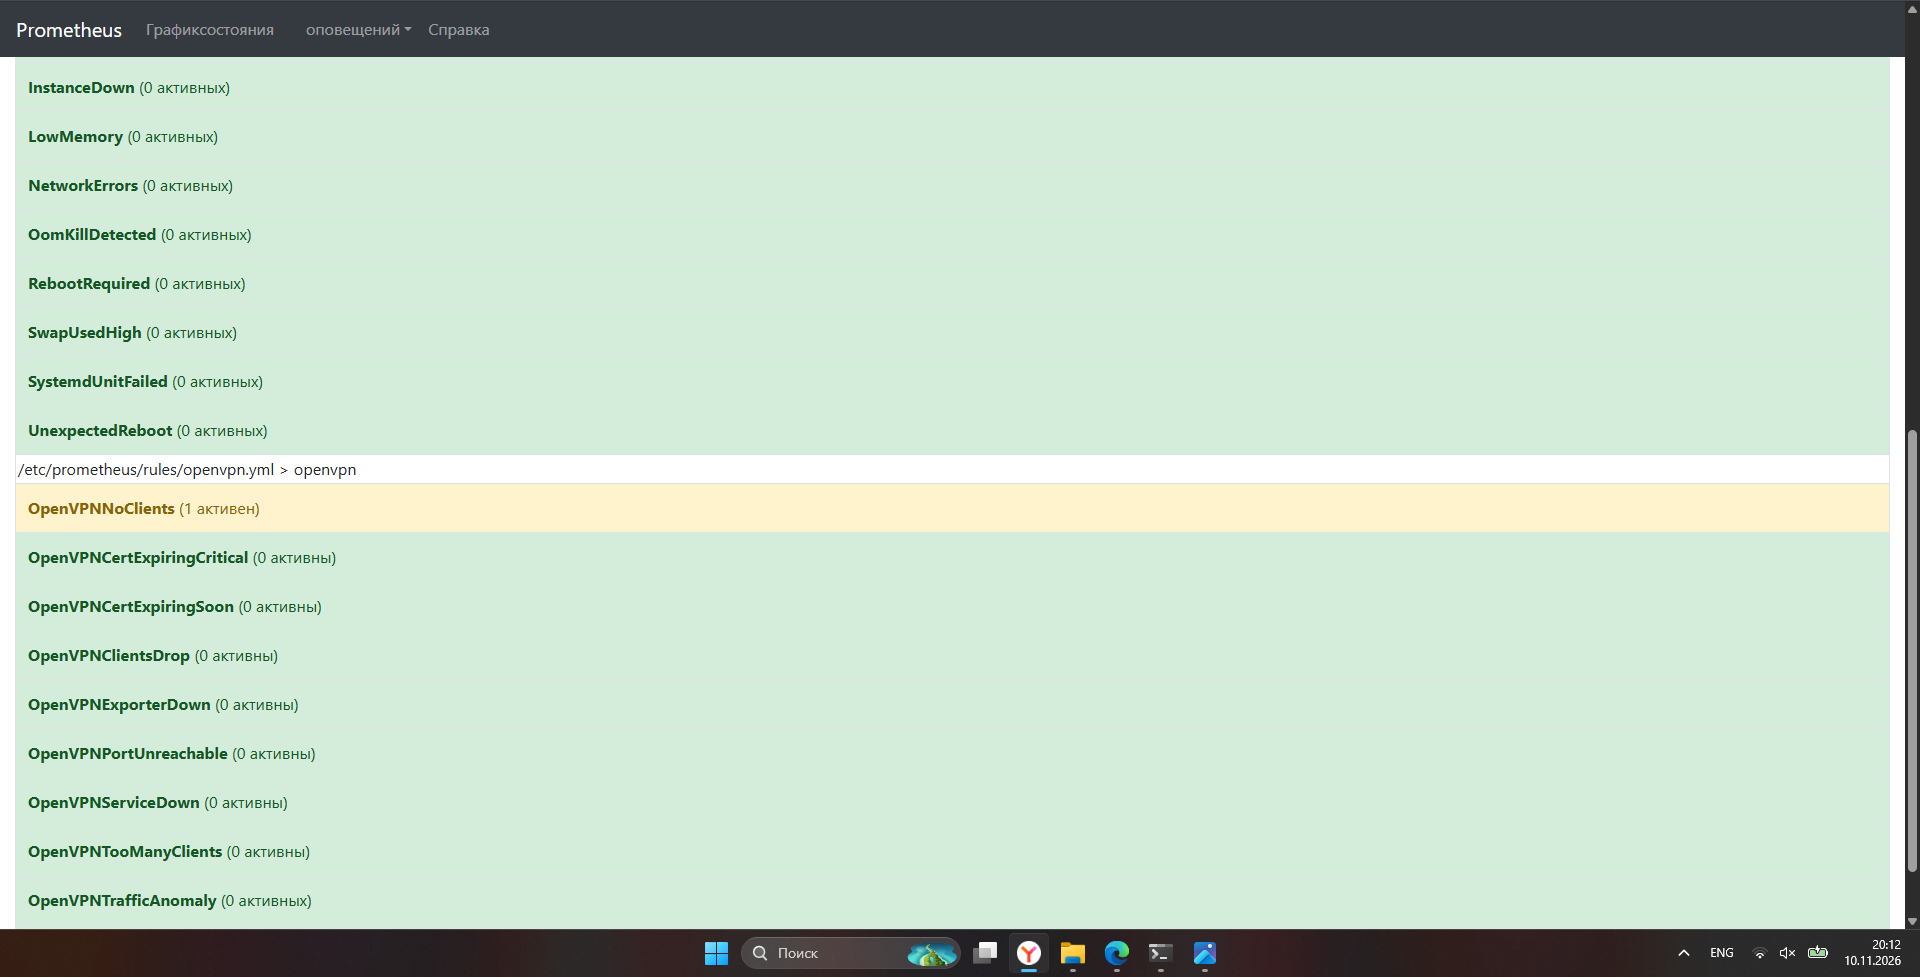 Prometheus Графиксостояния оповещений Справка
InstanceDown (0 активных)
LowMemory (0 активных)
NetworkErrors (0 активных)
OomKillDetected (0 активных)
RebootRequired (0 активных)
SwapUsedHigh (0 активных)
SystemdUnitFailed (0 активных)
UnexpectedReboot (0 активных)
/etc/prometheus/rules/openvpn.yml > openvpn
OpenVPNNoClients (1 активен)
OpenVPNCertExpiringCritical (0 активны)
OpenVPNCertExpiringSoon (0 активны)
OpenVPNClientsDrop (0 активны)
OpenVPNExporterDown (0 активны)
OpenVPNPortUnreachable (0 активны)
OpenVPNServiceDown (0 активны)
OpenVPNTooManyClients (0 активны)
OpenVPNTrafficAnomaly (0 активных)
Поиск
ENG
20:12
10.11.2026